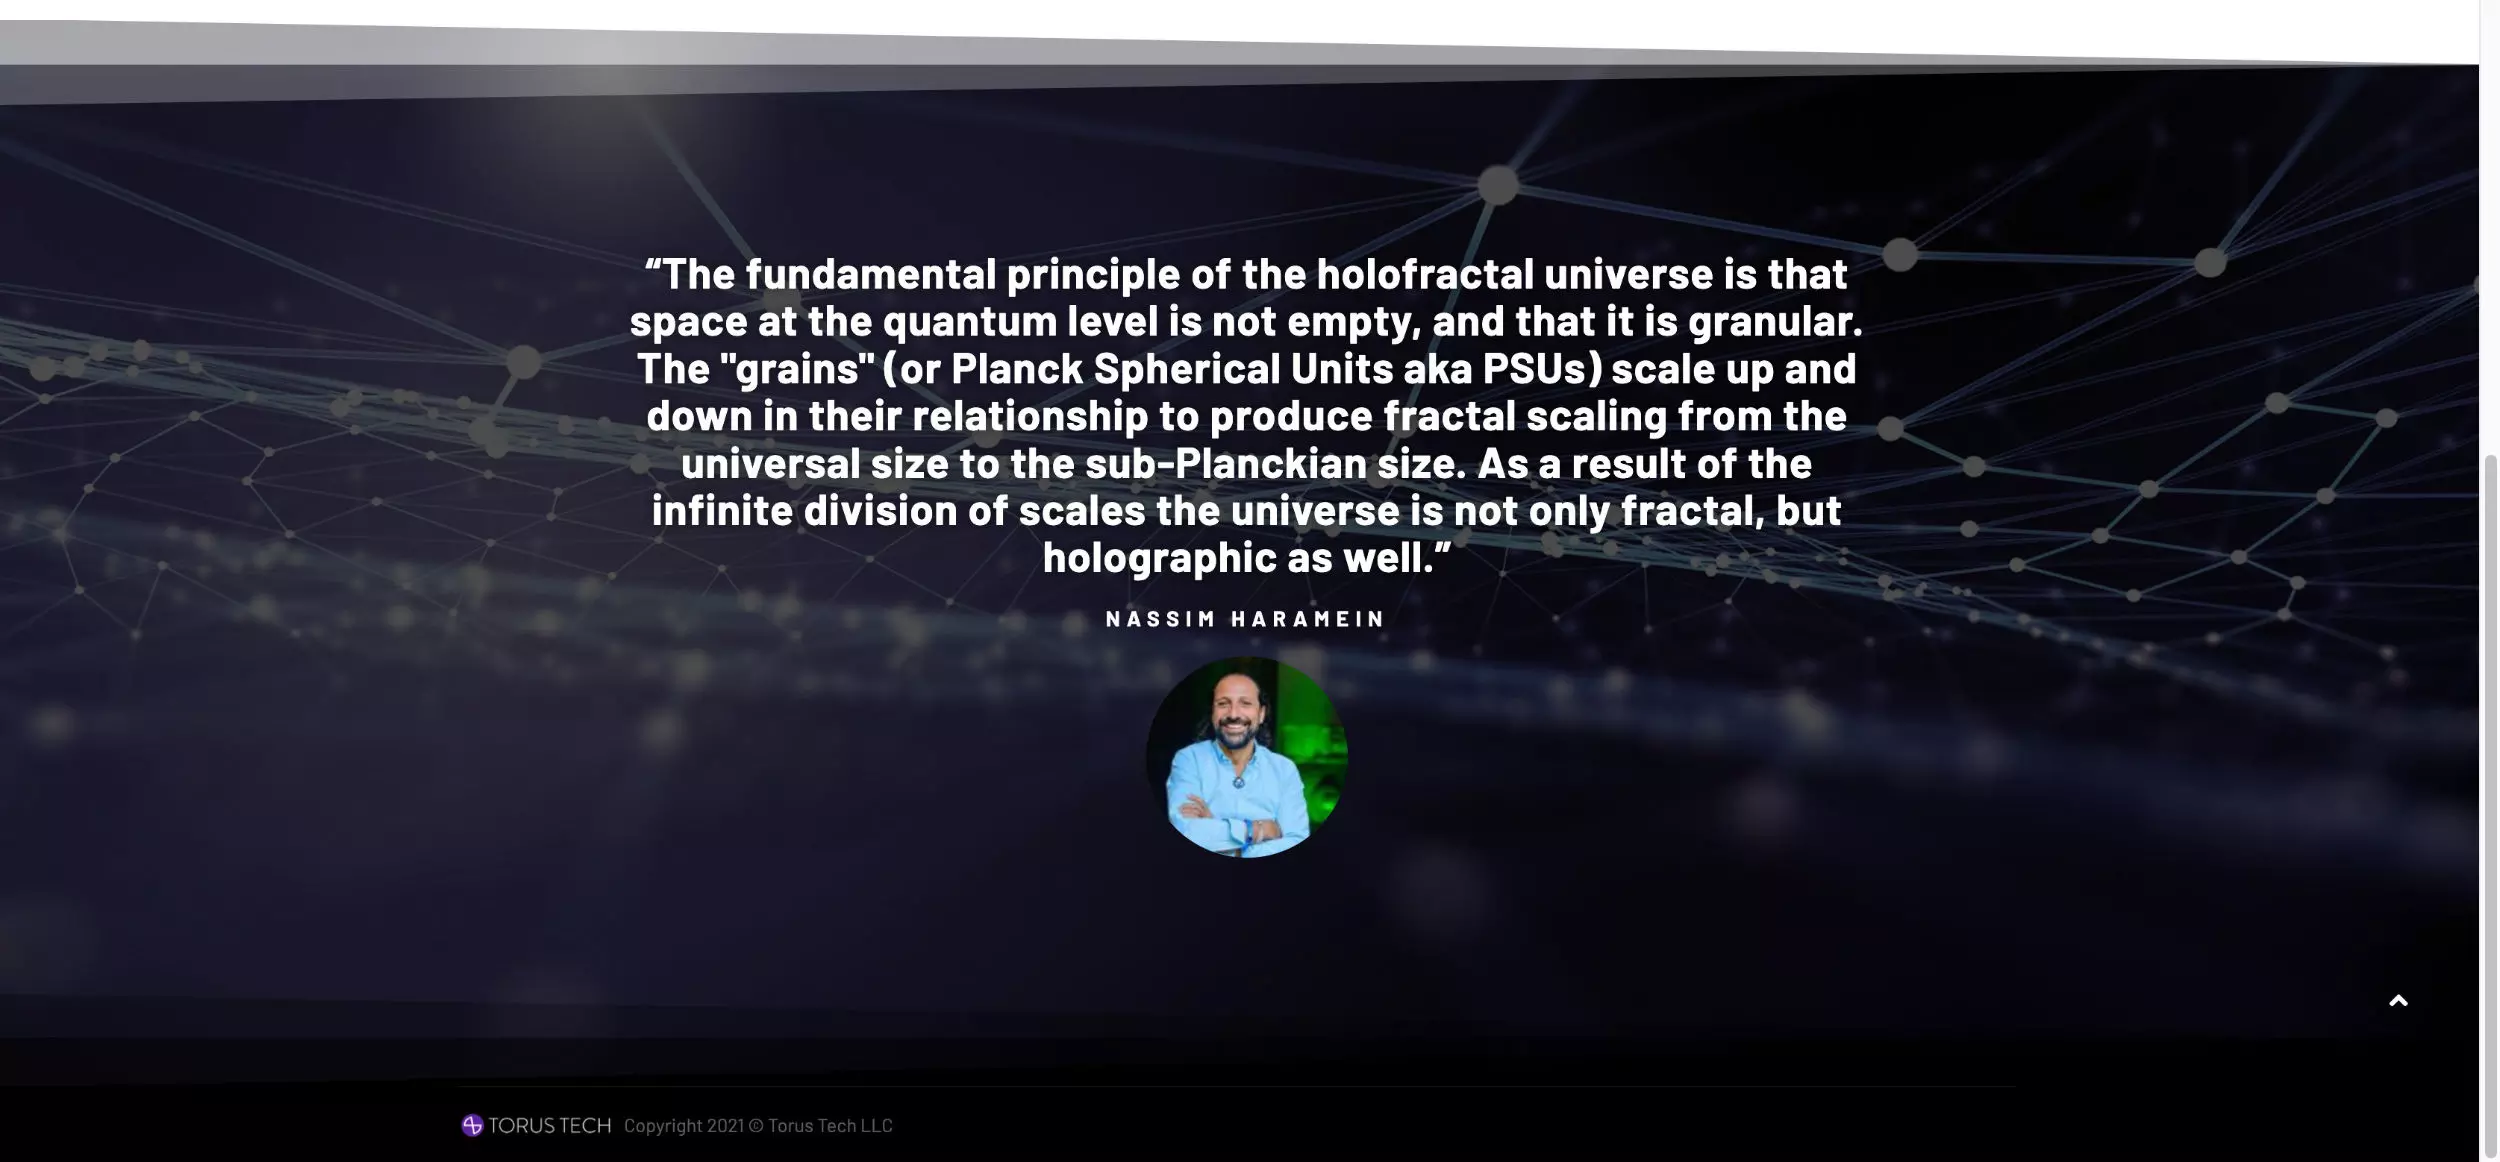 “The fundamental principle of the holofractal universe is that
space at the quantum level is not empty, and that it is granular.
The "grains" (or Planck Spherical Units aka PSUs) scale up and
down in their relationship to produce fractal scaling from the
universal size to the sub-Planckian size. As a result of the
infinite division of scales the universe is not only fractal, but
holographic as well.”
NASSIM HARAMEIN
TORUS TECH Copyright 2021 © Torus Tech LLC